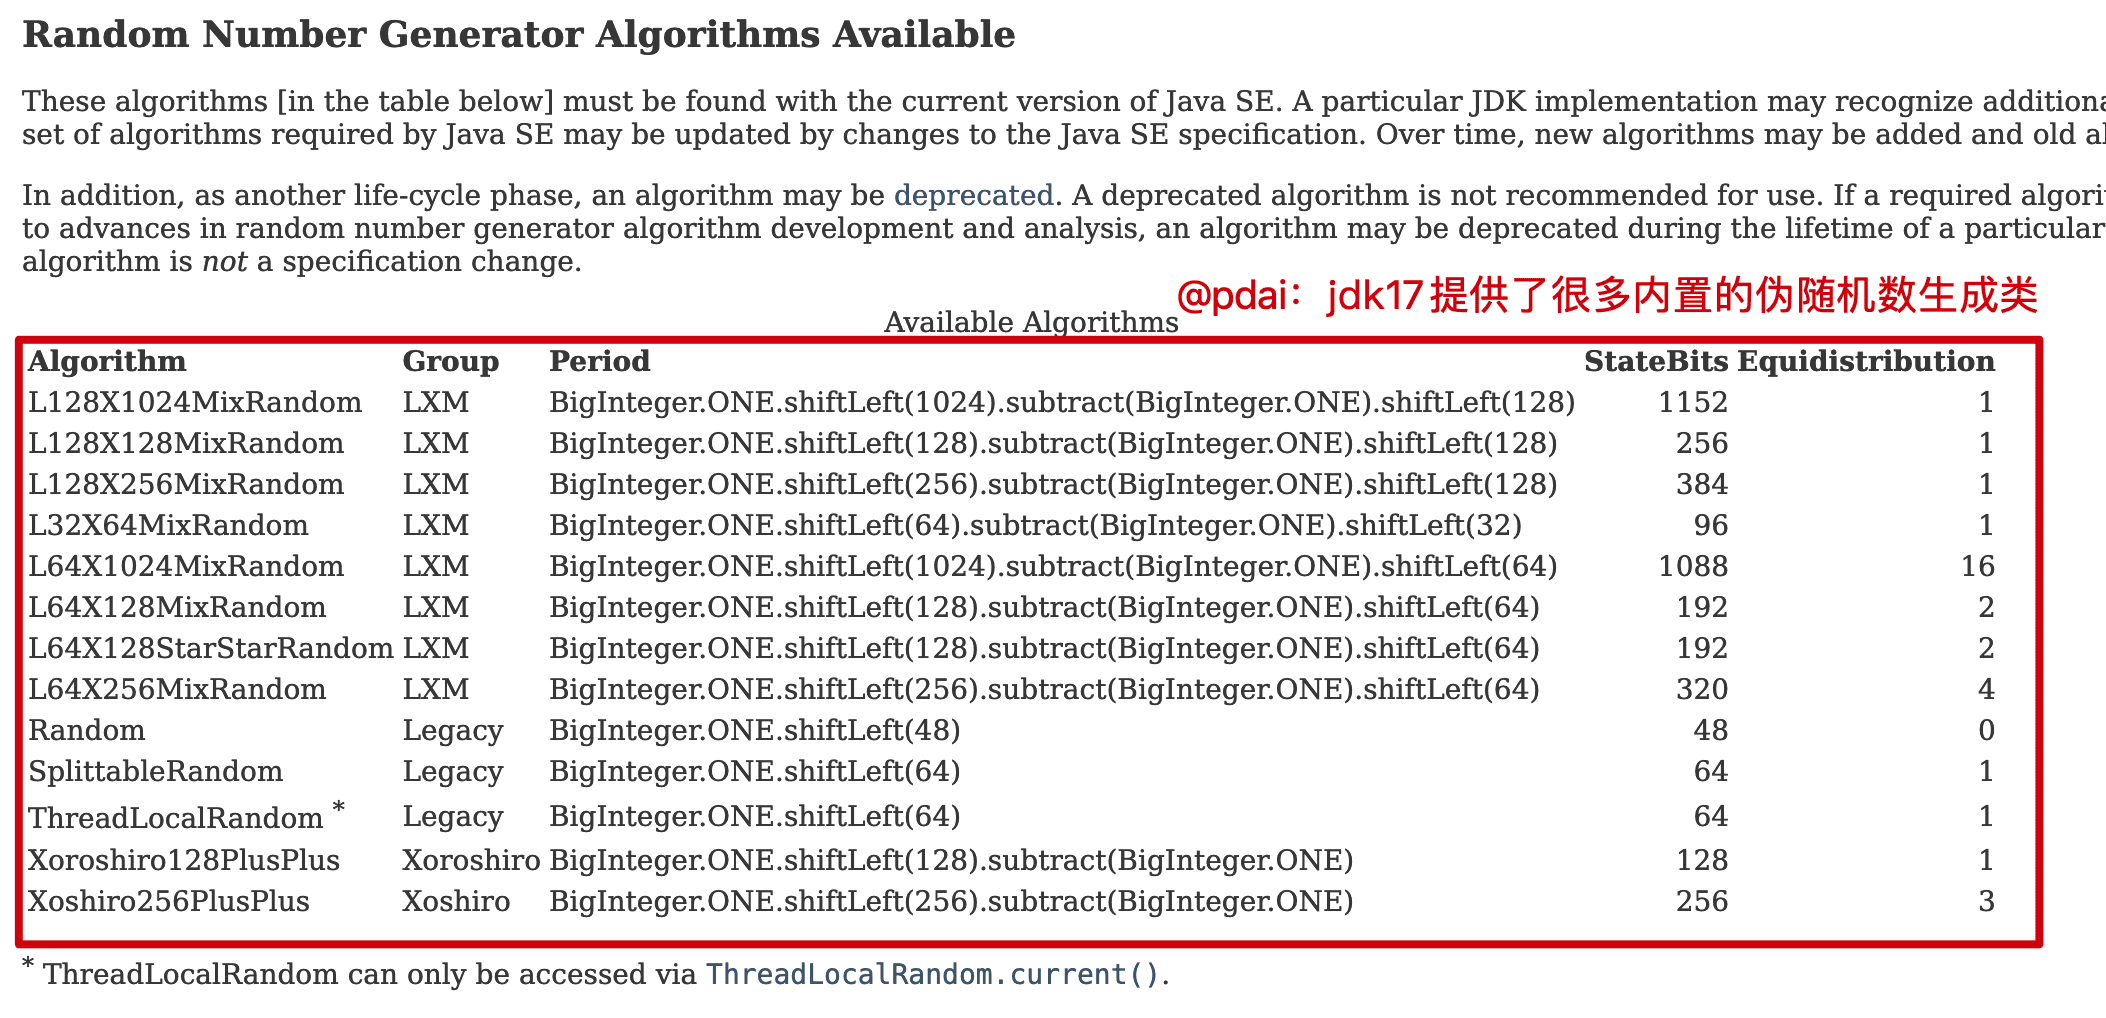 Random Number Generator Algorithms Available
These algorithms [in the table below] must be found with the current version of Java SE. A particular JDK implementation may recognize additiona
set of algorithms required by Java SE may be updated by changes to the Java SE specification. Over time, new algorithms may be added and old al
In addition, as another life-cycle phase, an algorithm may be deprecated. A deprecated algorithm is not recommended for use. If a required algori
to advances in random number generator algorithm development and analysis, an algorithm may be deprecated during the lifetime of a particular
algorithm is not a specification change.
@pdai：jdk17提供了很多内置的伪随机数生成类
Available Algorithms
Algorithm Group Period StateBits Equidistribution
L128X1024MixRandom LXM BigInteger.ONE.shiftLeft(1024).subtract(BigInteger.ONE).shiftLeft(128) 1152 1
L128X128MixRandom LXM BigInteger.ONE.shiftLeft(128).subtract(BigInteger.ONE).shiftLeft(128) 256 1
L128X256MixRandom LXM BigInteger.ONE.shiftLeft(256).subtract(BigInteger.ONE).shiftLeft(128) 384 1
L32X64MixRandom LXM BigInteger.ONE.shiftLeft(64).subtract(BigInteger.ONE).shiftLeft(32) 96 1
L64X1024MixRandom LXM BigInteger.ONE.shiftLeft(1024).subtract(BigInteger.ONE).shiftLeft(64) 1088 16
L64X128MixRandom LXM BigInteger.ONE.shiftLeft(128).subtract(BigInteger.ONE).shiftLeft(64) 192 2
L64X128StarStarRandom LXM BigInteger.ONE.shiftLeft(128).subtract(BigInteger.ONE).shiftLeft(64) 192 2
L64X256MixRandom LXM BigInteger.ONE.shiftLeft(256).subtract(BigInteger.ONE).shiftLeft(64) 320 4
Random Legacy BigInteger.ONE.shiftLeft(48) 48 0
SplittableRandom Legacy BigInteger.ONE.shiftLeft(64) 64 1
ThreadLocalRandom * Legacy BigInteger.ONE.shiftLeft(64) 64 1
Xoroshiro128PlusPlus Xoroshiro BigInteger.ONE.shiftLeft(128).subtract(BigInteger.ONE) 128 1
Xoshiro256PlusPlus Xoshiro BigInteger.ONE.shiftLeft(256).subtract(BigInteger.ONE) 256 3
* ThreadLocalRandom can only be accessed via ThreadLocalRandom.current().